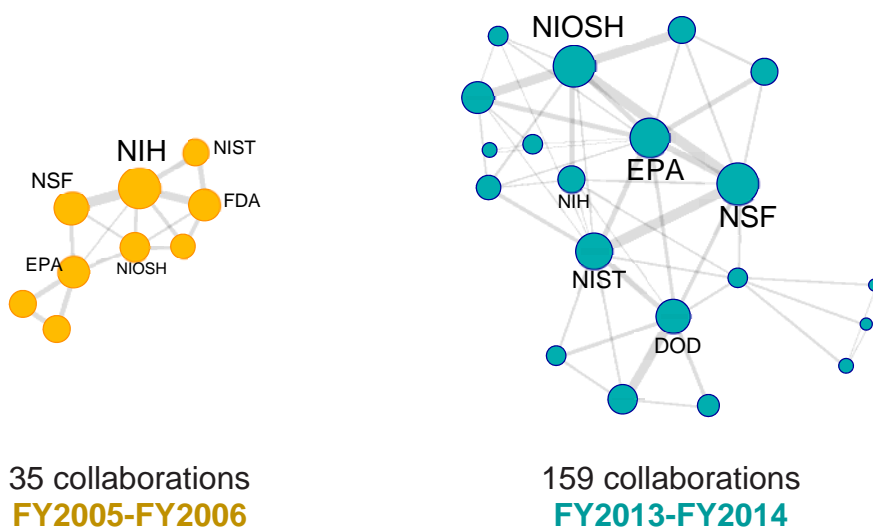 NIH
NIST
NSF
FDA
EPA
NIOSH
35 collaborations
FY2005-FY2006
NIOSH
EPA
NIH
NSF
NIST
DOD
159 collaborations
FY2013-FY2014